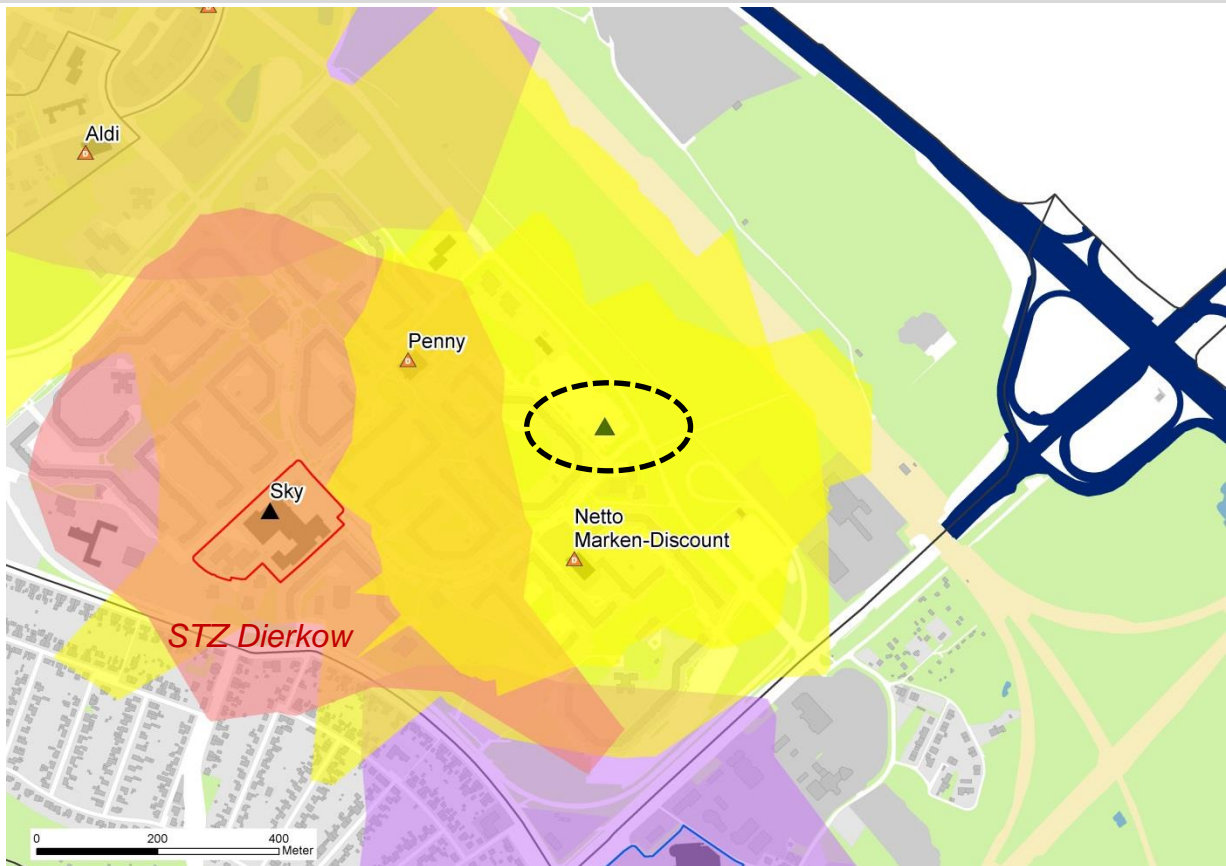 Aldi
Penny
Sky
Netto
Marken-Discount
STZ Dierkow
0 200 400
Meter